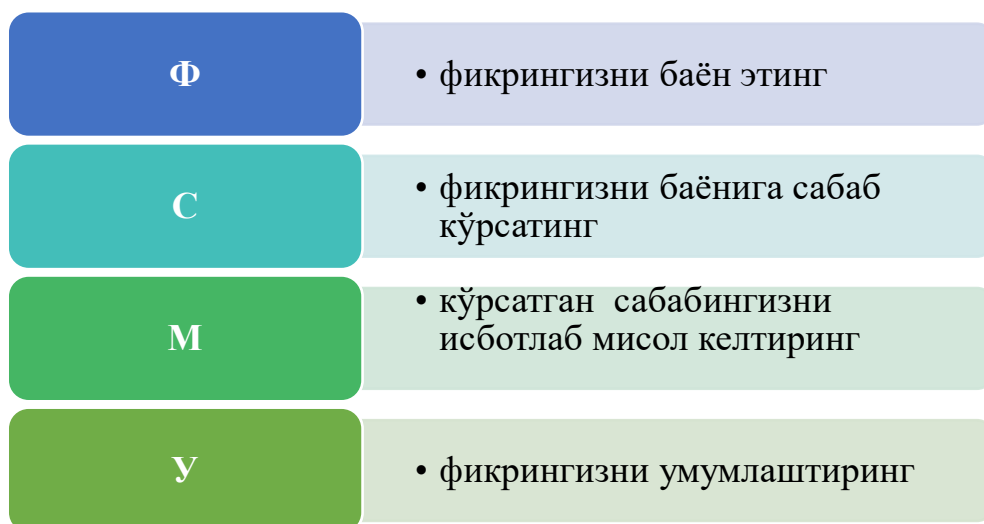 Ф
• фикрингизни баён этинг
С
• фикрингизни баёнига сабаб
кўрсатинг
М
• кўрсатган сабабингизни
исботлаб мисол келтиринг
У
• фикрингизни умумлаштиринг